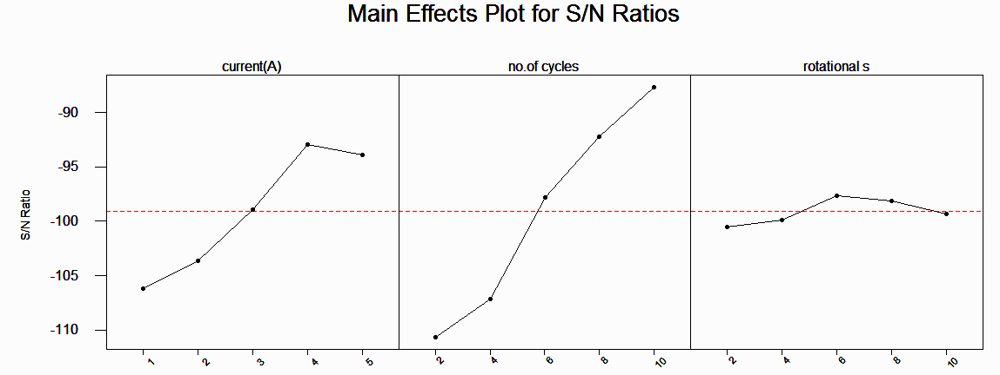 Main Effects Plot for S/N Ratios
current(A) no.of cycles rotational s
-90
-95
-100
-105
-110
S/N Ratio
1 2 3 4 5 2 4 6 8 10 2 4 6 8 10